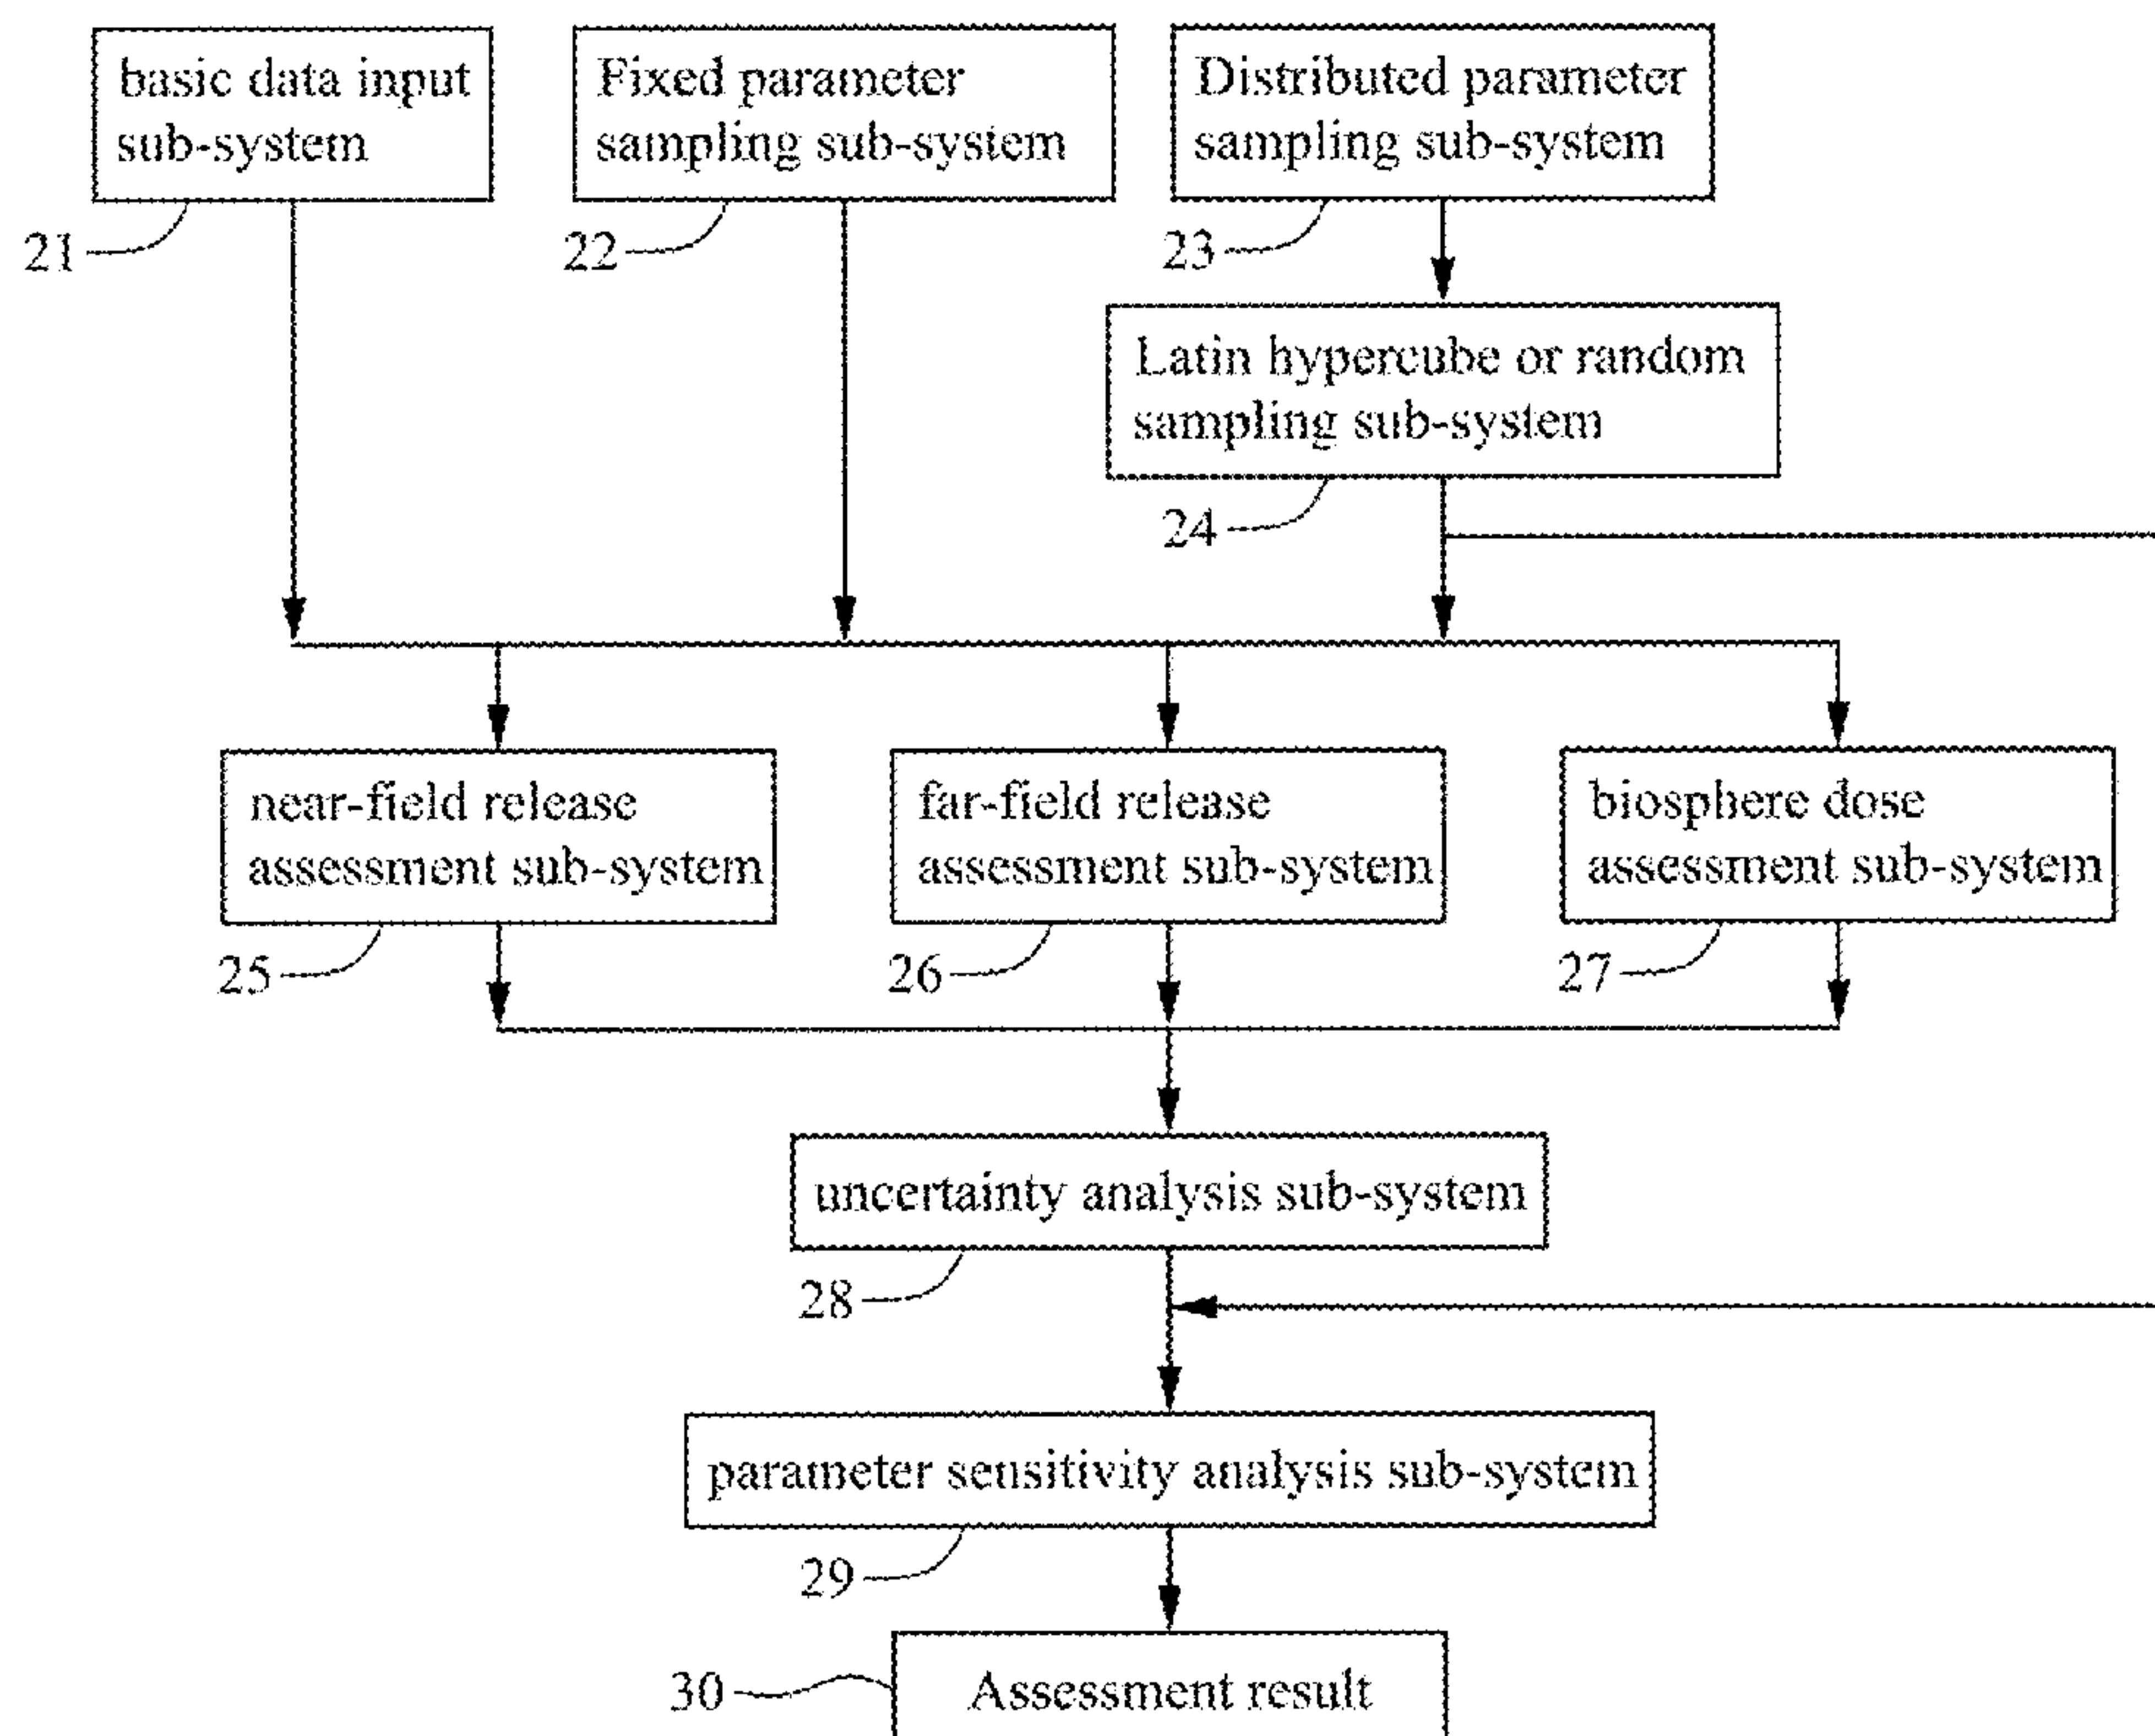 basic data input
sub-system
Fixed parameter
sampling sub-system
Distributed parameter
sampling sub-system
21
22
23
Latin hypercube or random
sampling sub-system
24
near-field release
assessment sub-system
far-field release
assessment sub-system
biosphere dose
assessment sub-system
25
26
27
uncertainty analysis sub-system
28
parameter sensitivity analysis sub-system
29
30
Assessment result